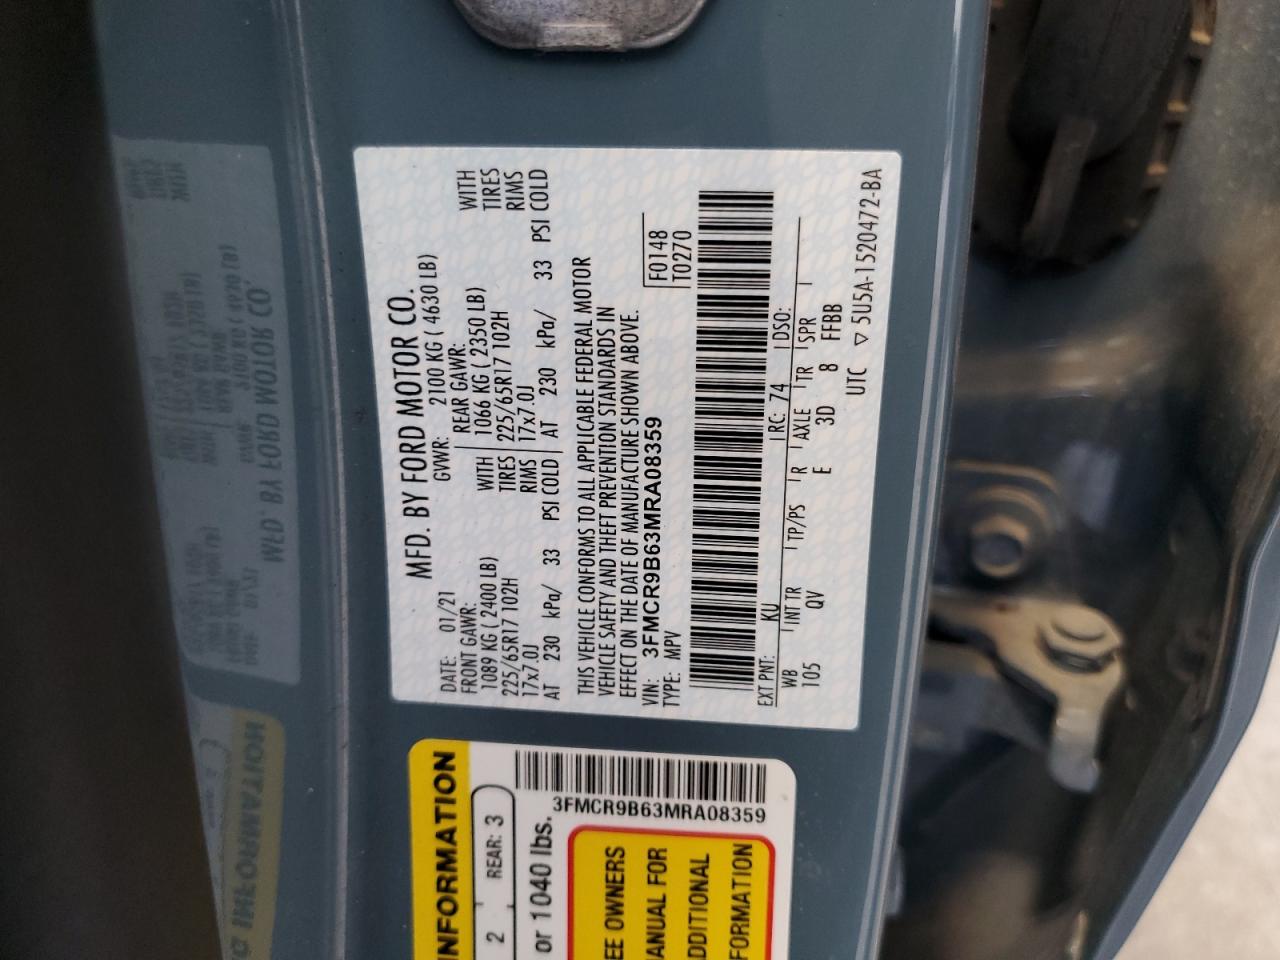 MFD. BY FORD MOTOR CO.
DATE: 01/21 GVWR: 2100 KG ( 4630 LB)
FRONT GAWR: REAR GAWR:
1089 KG ( 2400 LB) WITH 1066 KG ( 2350 LB) WITH
225/65R17 102H TIRES 225/65R17 102H TIRES
17x7.0J RIMS 17x7.0J RIMS
AT 230 kPa/ 33 PSI COLD AT 230 kPa/ 33 PSI COLD
THIS VEHICLE CONFORMS TO ALL APPLICABLE FEDERAL MOTOR
VEHICLE SAFETY AND THEFT PREVENTION STANDARDS IN
EFFECT ON THE DATE OF MANUFACTURE SHOWN ABOVE.
VIN: 3FMCR9B63MRA08359 F0148
TYPE: MPV T0270
EXT PNT: KU RC: 74 DSO:
WB INT TR TP/PS R AXLE TR SPR
105 QV E 3D 8 FFBB
UTC ▽ 5U5A-1520472-BA
INFORMATION
2 REAR: 3
or 1040 lbs.
3FMCR9B63MRA08359
EE OWNERS
ANUAL FOR
DDITIONAL
FORMATION